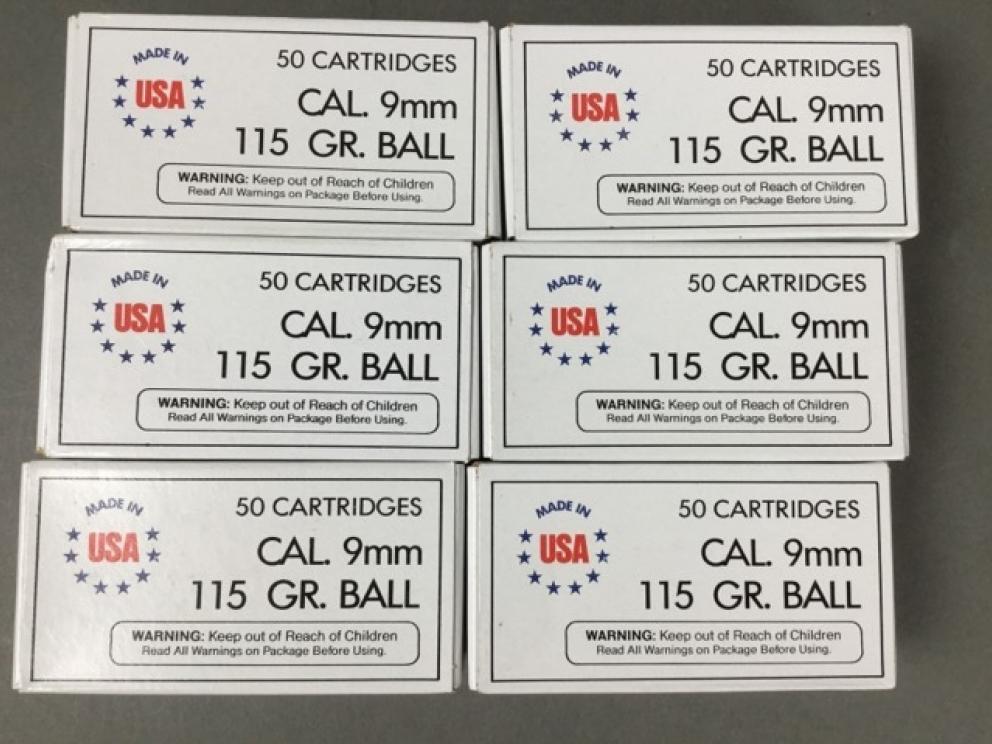 MADE IN
USA
50 CARTRIDGES
CAL. 9mm
115 GR. BALL
WARNING: Keep out of Reach of Children
Read All Warnings on Package Before Using.
MADE IN
USA
50 CARTRIDGES
CAL. 9mm
115 GR. BALL
WARNING: Keep out of Reach of Children
Read All Warnings on Package Before Using.
MADE IN
USA
50 CARTRIDGES
CAL. 9mm
115 GR. BALL
WARNING: Keep out of Reach of Children
Read All Warnings on Package Before Using.
MADE IN
USA
50 CARTRIDGES
CAL. 9mm
115 GR. BALL
WARNING: Keep out of Reach of Children
Read All Warnings on Package Before Using.
MADE IN
USA
50 CARTRIDGES
CAL. 9mm
115 GR. BALL
WARNING: Keep out of Reach of Children
Read All Warnings on Package Before Using.
MADE IN
USA
50 CARTRIDGES
CAL. 9mm
115 GR. BALL
WARNING: Keep out of Reach of Children
Read All Warnings on Package Before Using.